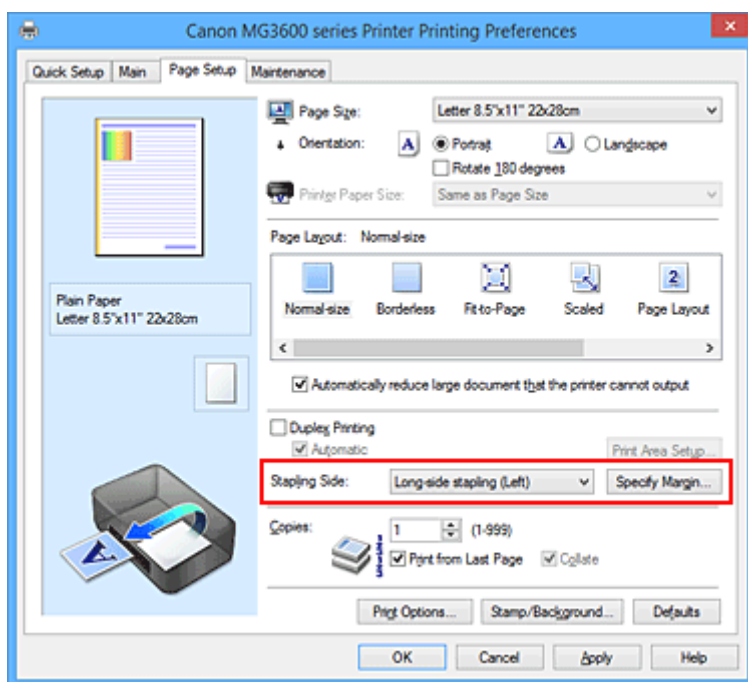 Canon MG3600 series Printer Printing Preferences
Quick Setup Main Page Setup Maintenance
Page Size: Letter 8.5"x11" 22x28cm
Orientation: A Portrait A Landscape
Rotate 180 degrees
Printer Paper Size: Same as Page Size
Page Layout: Normal-size
2
Normal-size Borderless Fit-to-Page Scaled Page Layout
Plain Paper
Letter 8.5"x11" 22x28cm
Automatically reduce large document that the printer cannot output
Duplex Printing
Automatic Print Area Setup...
Stapling Side: Long-side stapling (Left) Specify Margin...
Copies: 1 (1-999)
Print from Last Page Collate
A
Print Options... Stamp/Background... Defaults
OK Cancel Apply Help